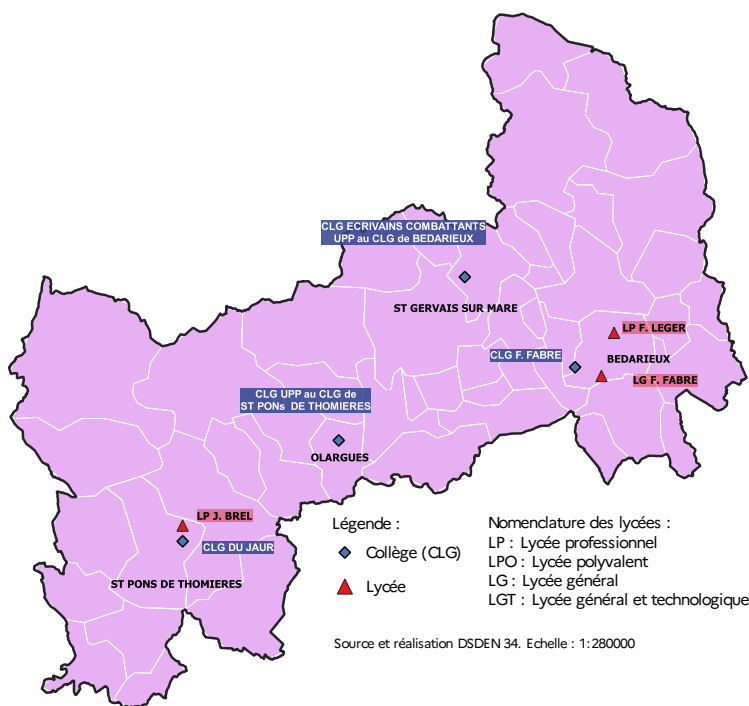 CLG ECRIVAINS COMBATTANTS
UPP au CLG de BEDARIEUX
ST GERVAIS SUR MARE
LP F. LEGER
CLG F. FABRE
BEDARIEUX
LG F. FABRE
CLG UPP au CLG de
ST PONs DE THOMIERES
OLARGUES
LP J. BREL
CLG DU JAUR
ST PONS DE THOMIERES
Légende :
Collège (CLG)
Lycée
Nomenclature des lycées :
LP : Lycée professionnel
LPO : Lycée polyvalent
LG : Lycée général
LGT : Lycée général et technologique
Source et réalisation DSDEN 34. Echelle : 1:280000